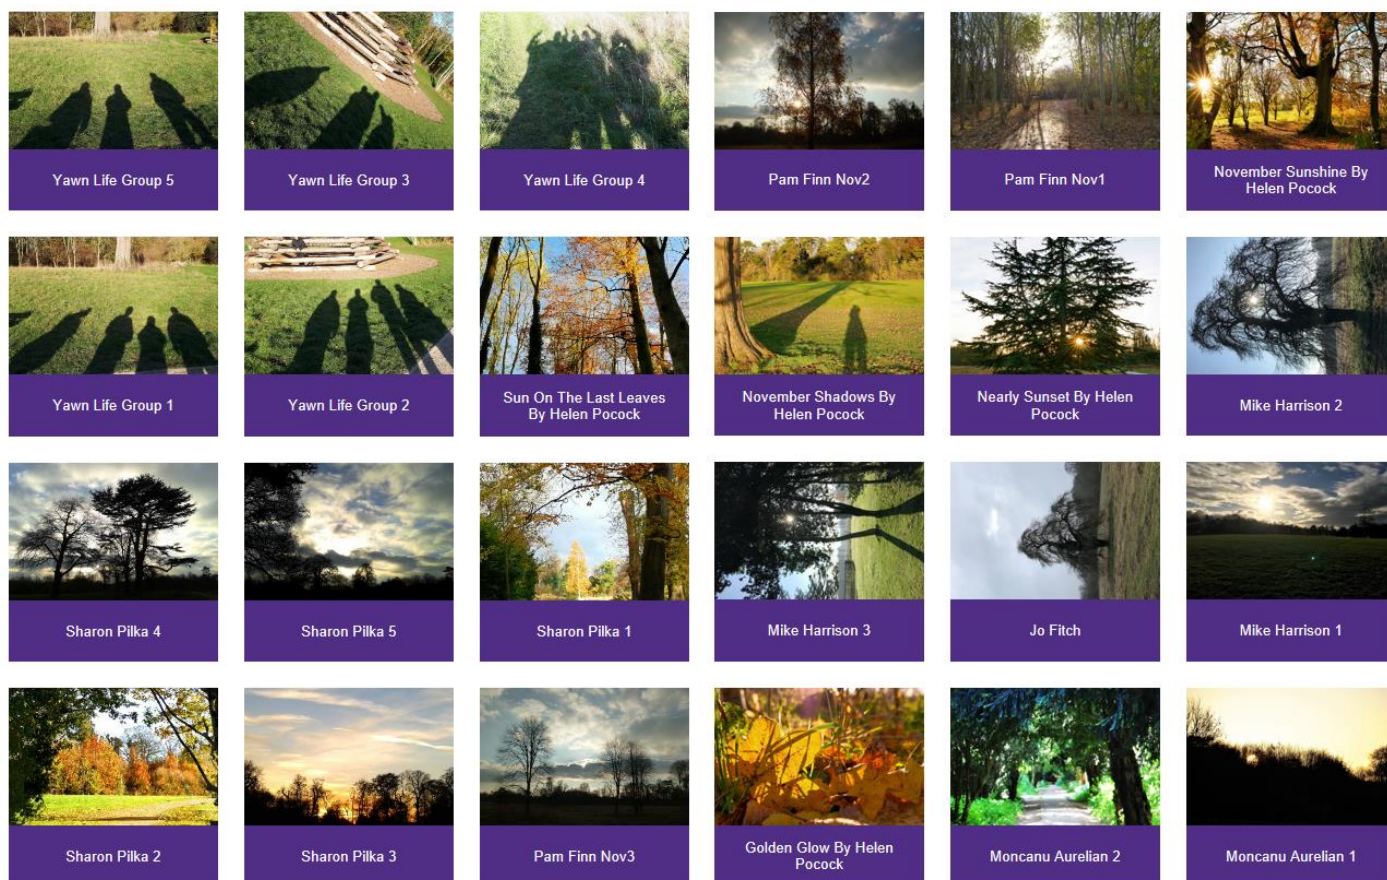 Yawn Life Group 5
Yawn Life Group 3
Yawn Life Group 4
Pam Finn Nov2
Pam Finn Nov1
November Sunshine By
Helen Pocock
Yawn Life Group 1
Yawn Life Group 2
Sun On The Last Leaves
By Helen Pocock
November Shadows By
Helen Pocock
Nearly Sunset By Helen
Pocock
Mike Harrison 2
Sharon Pilka 4
Sharon Pilka 5
Sharon Pilka 1
Mike Harrison 3
Jo Fitch
Mike Harrison 1
Sharon Pilka 2
Sharon Pilka 3
Pam Finn Nov3
Golden Glow By Helen
Pocock
Moncanu Aurelian 2
Moncanu Aurelian 1